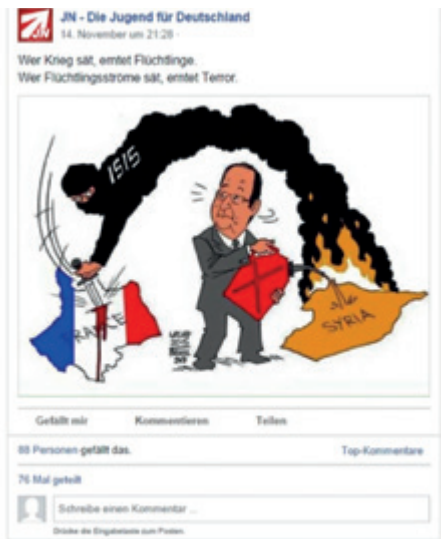 JN - Die Jugend für Deutschland
14. November um 21:28 ·
Wer Krieg sät, erntet Flüchtlinge.
Wer Flüchtlingsströme sät, erntet Terror.
ISIS
FRANCE
SYRIA
Gefällt mir Kommentieren Teilen
88 Personen gefällt das. Top-Kommentare
76 Mal geteilt
Schreibe einen Kommentar ...
Drücke die Eingabetaste zum Posten.